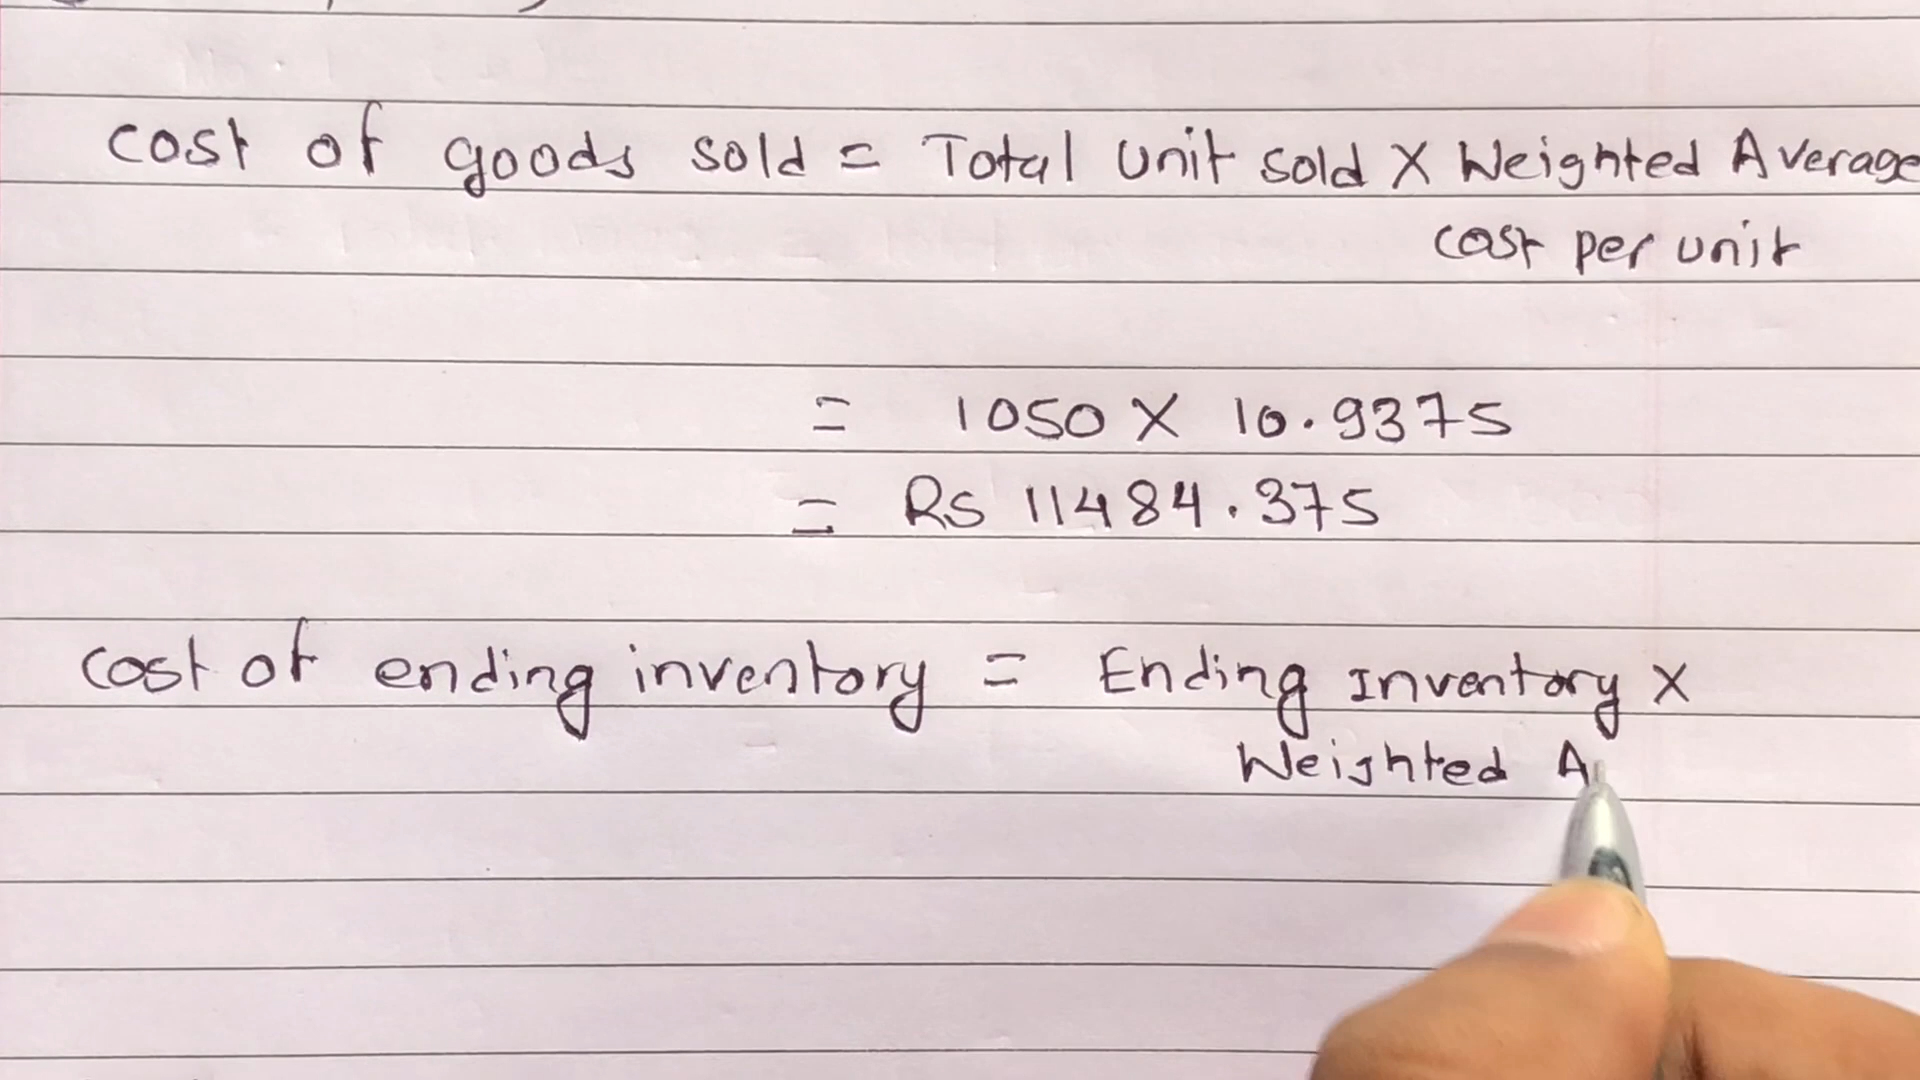 cost of goods sold = Total unit sold X Weighted Average
cost per unit
= 1050 X 10.9375
= Rs 11484.375
cost of ending inventory = Ending Inventory X
Weighted A